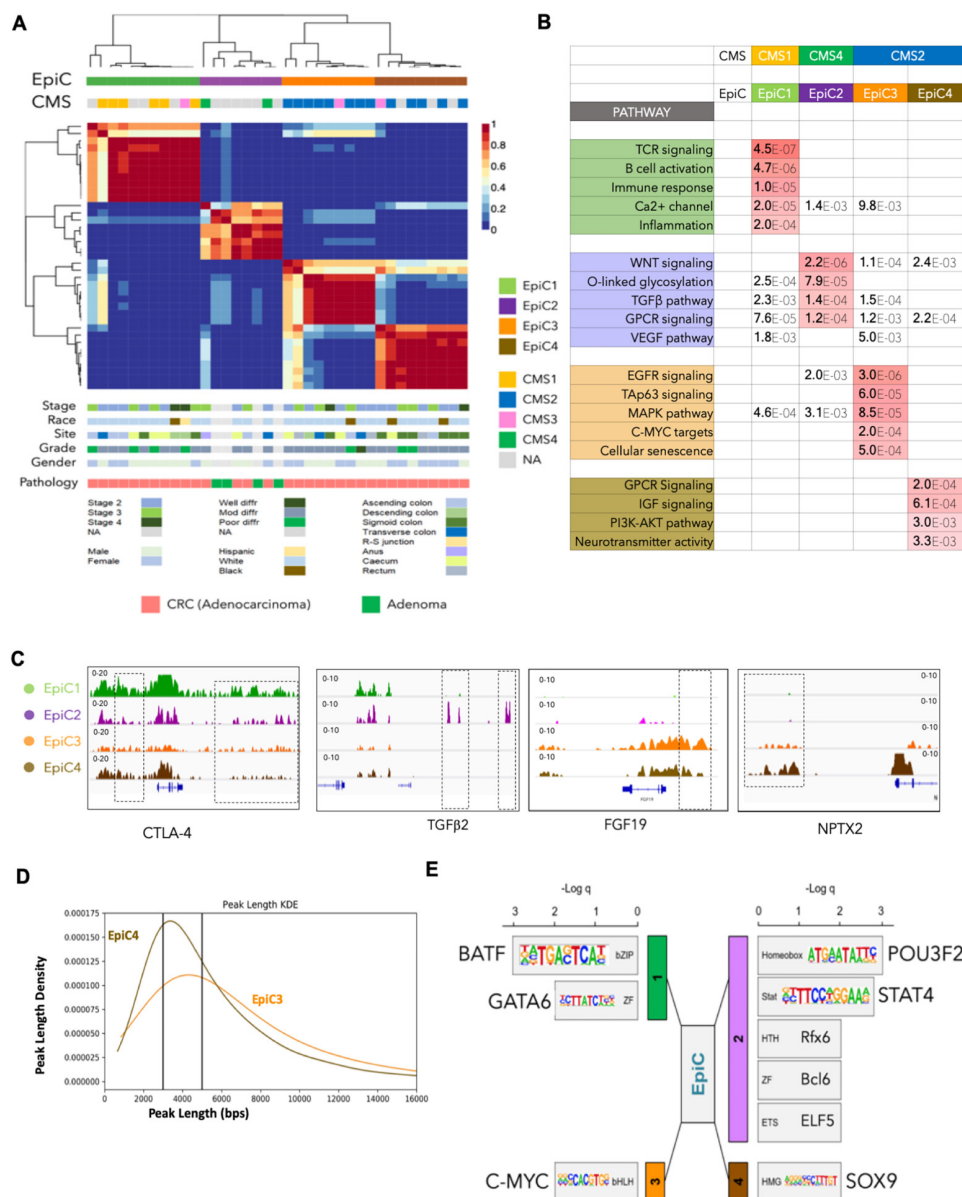 A
EpiC
CMS
1
0.8
0.6
0.4
0.2
0
EpiC1
EpiC2
EpiC3
EpiC4
CMS1
CMS2
CMS3
CMS4
NA
Stage
Race
Site
Grade
Gender
Pathology
Stage 2 Well diffr Ascending colon
Stage 3 Mod diffr Descending colon
Stage 4 Poor diffr Sigmoid colon
NA NA Transverse colon
R-S junction
Male Hispanic Anus
Female White Caecum
Black Rectum
CRC (Adenocarcinoma) Adenoma
B
CMS CMS1 CMS4 CMS2
EpiC EpiC1 EpiC2 EpiC3 EpiC4
PATHWAY
TCR signaling 4.5E-07
B cell activation 4.7E-06
Immune response 1.0E-05
Ca2+ channel 2.0E-05 1.4E-03 9.8E-03
Inflammation 2.0E-04
WNT signaling 2.2E-06 1.1E-04 2.4E-03
O-linked glycosylation 2.5E-04 7.9E-05
TGFβ pathway 2.3E-03 1.4E-04 1.5E-04
GPCR signaling 7.6E-05 1.2E-04 1.2E-03 2.2E-04
VEGF pathway 1.8E-03 5.0E-03
EGFR signaling 2.0E-03 3.0E-06
TAp63 signaling 6.0E-05
MAPK pathway 4.6E-04 3.1E-03 8.5E-05
C-MYC targets 2.0E-04
Cellular senescence 5.0E-04
GPCR Signaling 2.0E-04
IGF signaling 6.1E-04
PI3K-AKT pathway 3.0E-03
Neurotransmitter activity 3.3E-03
C
EpiC1
EpiC2
EpiC3
EpiC4
0-20
0-20
0-20
0-20
CTLA-4
0-10
0-10
0-10
0-10
TGFβ2
0-10
0-10
0-10
0-10
FGF19
FGF19
0-10
0-10
0-10
0-10
N
NPTX2
D
Peak Length KDE
0.000175
0.000150
0.000125
0.000100
0.000075
0.000050
0.000025
0.000000
Peak Length Density
EpiC4
EpiC3
0 2000 4000 6000 8000 10000 12000 14000 16000
Peak Length (bps)
E
-Log q -Log q
3 2 1 0 0 1 2 3
BATF bZIP 1
GATA6 ZF
EpiC
2 Homeobox POU3F2
Stat STAT4
HTH Rfx6
ZF Bcl6
ETS ELF5
C-MYC bHLH 3
4 HMG SOX9